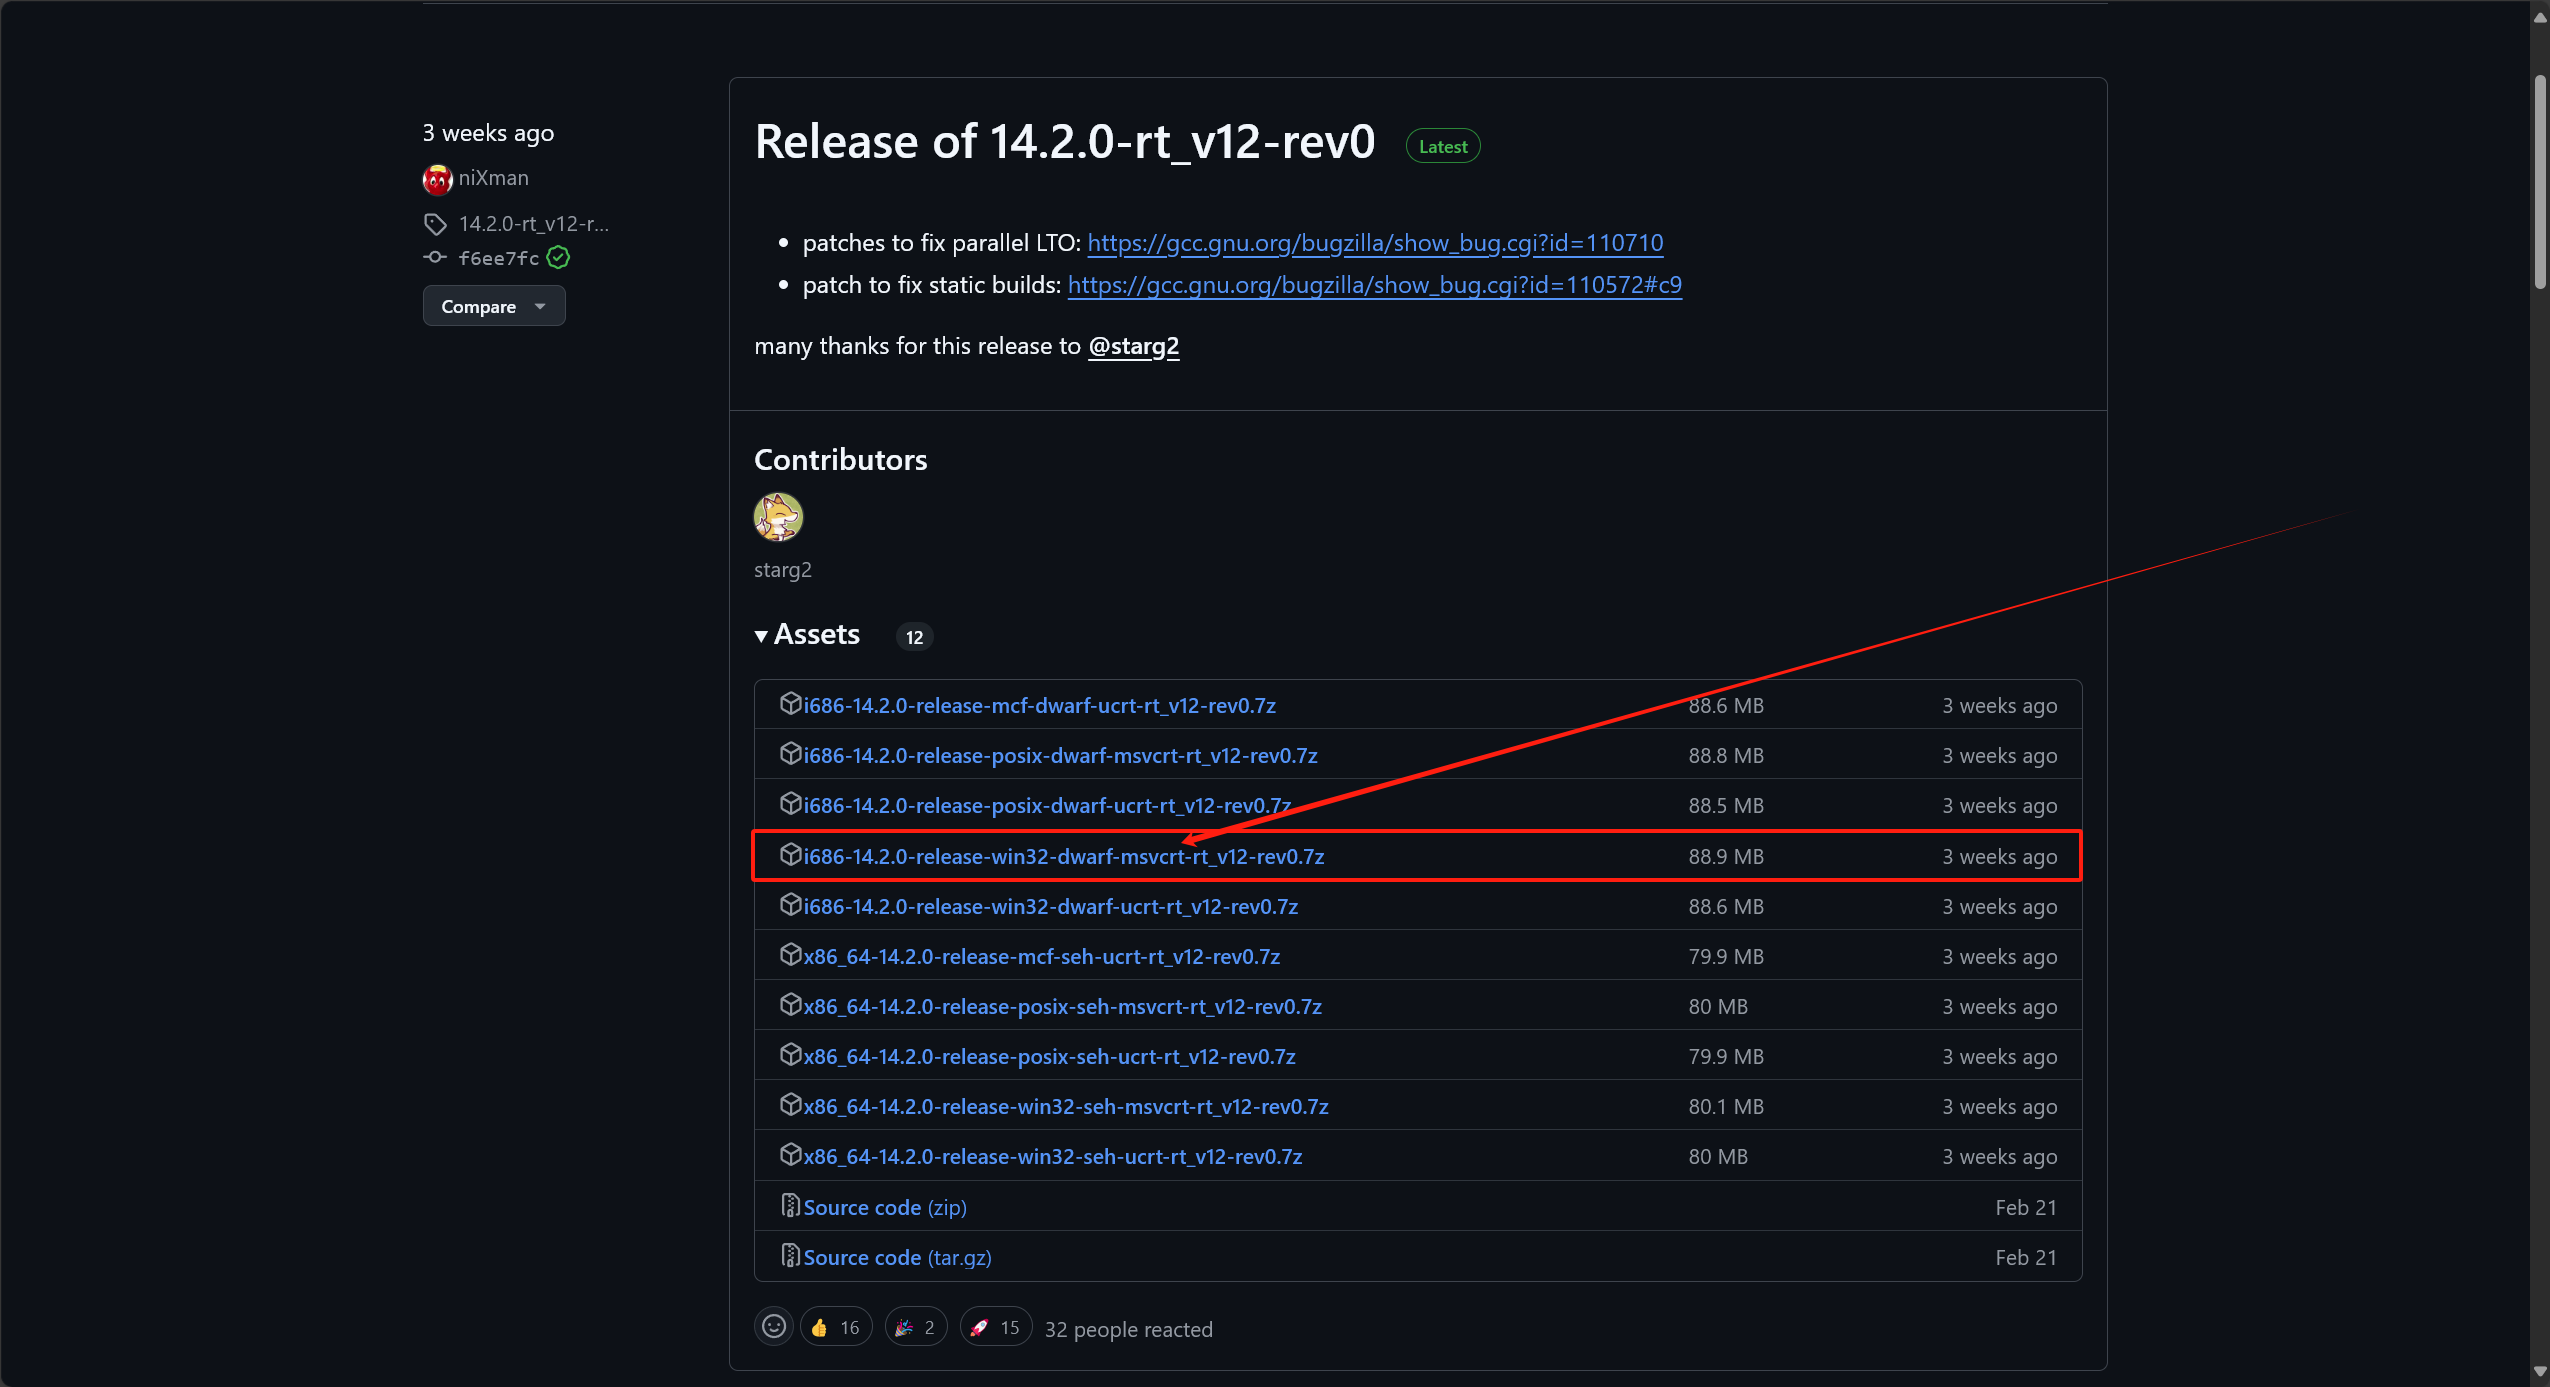 3 weeks ago
niXman
14.2.0-rt_v12-r...
f6ee7fc
Compare
Release of 14.2.0-rt_v12-rev0 Latest
• patches to fix parallel LTO: https://gcc.gnu.org/bugzilla/show_bug.cgi?id=110710
• patch to fix static builds: https://gcc.gnu.org/bugzilla/show_bug.cgi?id=110572#c9
many thanks for this release to @starg2
Contributors
starg2
Assets 12
i686-14.2.0-release-mcf-dwarf-ucrt-rt_v12-rev0.7z 88.6 MB 3 weeks ago
i686-14.2.0-release-posix-dwarf-msvcrt-rt_v12-rev0.7z 88.8 MB 3 weeks ago
i686-14.2.0-release-posix-dwarf-ucrt-rt_v12-rev0.7z 88.5 MB 3 weeks ago
i686-14.2.0-release-win32-dwarf-msvcrt-rt_v12-rev0.7z 88.9 MB 3 weeks ago
i686-14.2.0-release-win32-dwarf-ucrt-rt_v12-rev0.7z 88.6 MB 3 weeks ago
x86_64-14.2.0-release-mcf-seh-ucrt-rt_v12-rev0.7z 79.9 MB 3 weeks ago
x86_64-14.2.0-release-posix-seh-msvcrt-rt_v12-rev0.7z 80 MB 3 weeks ago
x86_64-14.2.0-release-posix-seh-ucrt-rt_v12-rev0.7z 79.9 MB 3 weeks ago
x86_64-14.2.0-release-win32-seh-msvcrt-rt_v12-rev0.7z 80.1 MB 3 weeks ago
x86_64-14.2.0-release-win32-seh-ucrt-rt_v12-rev0.7z 80 MB 3 weeks ago
Source code (zip) Feb 21
Source code (tar.gz) Feb 21
👍 16 🎉 2 🚀 15 32 people reacted